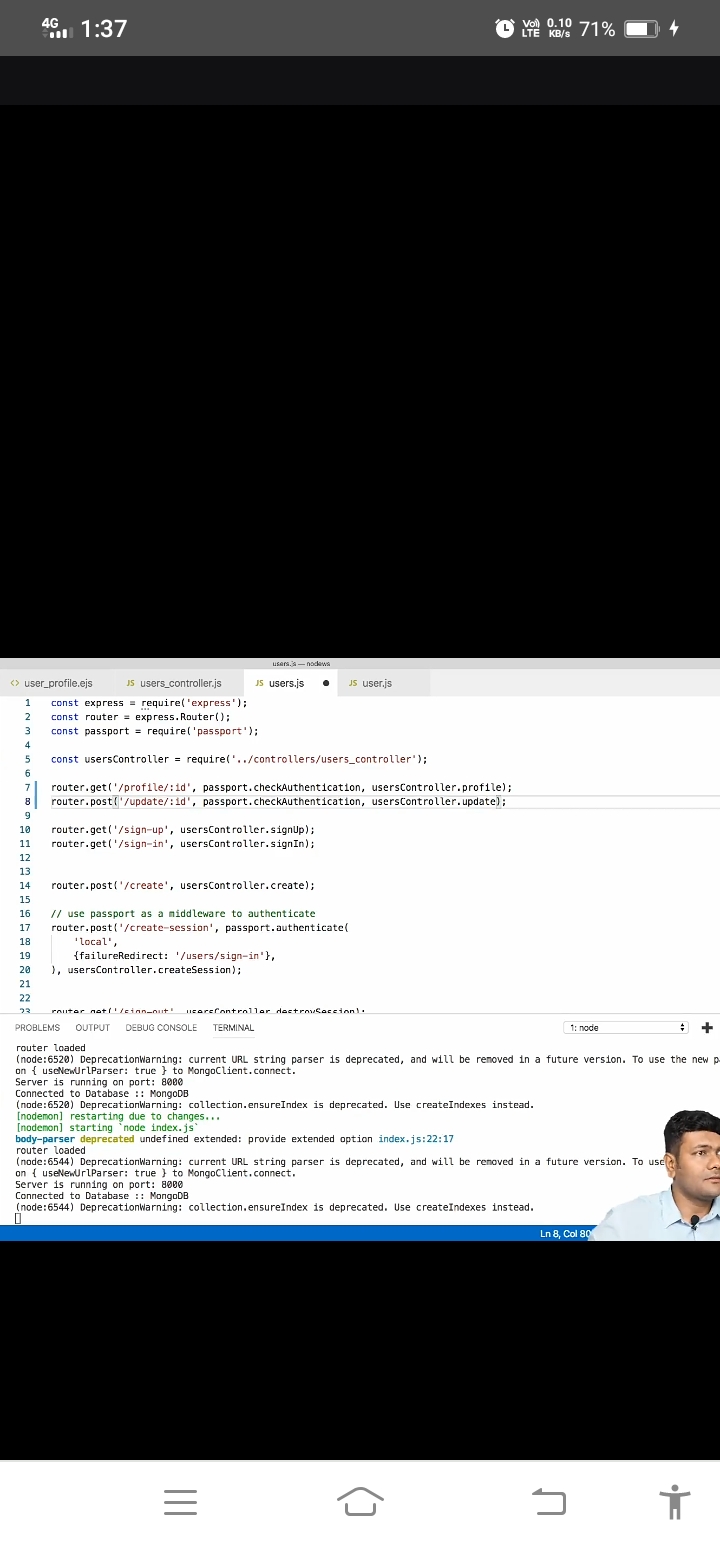 4G 1:37 Vo) LTE 0.10 KB/s 71%
users.js — nodews
<> user_profile.ejs JS users_controller.js JS users.js ● JS user.js
1 const express = require('express');
2 const router = express.Router();
3 const passport = require('passport');
4
5 const usersController = require('../controllers/users_controller');
6
7 router.get('/profile/:id', passport.checkAuthentication, usersController.profile);
8 router.post('/update/:id', passport.checkAuthentication, usersController.update);
9
10 router.get('/sign-up', usersController.signUp);
11 router.get('/sign-in', usersController.signIn);
12
13
14 router.post('/create', usersController.create);
15
16 // use passport as a middleware to authenticate
17 router.post('/create-session', passport.authenticate(
18 'local',
19 {failureRedirect: '/users/sign-in'},
20 ), usersController.createSession);
21
22
23 router.get('/sign-out', usersController.destroySession);
PROBLEMS OUTPUT DEBUG CONSOLE TERMINAL 1: node
router loaded
(node:6520) DeprecationWarning: current URL string parser is deprecated, and will be removed in a future version. To use the new p
on { useNewUrlParser: true } to MongoClient.connect.
Server is running on port: 8000
Connected to Database :: MongoDB
(node:6520) DeprecationWarning: collection.ensureIndex is deprecated. Use createIndexes instead.
[nodemon] restarting due to changes...
[nodemon] starting `node index.js`
body-parser deprecated undefined extended: provide extended option index.js:22:17
router loaded
(node:6544) DeprecationWarning: current URL string parser is deprecated, and will be removed in a future version. To use
on { useNewUrlParser: true } to MongoClient.connect.
Server is running on port: 8000
Connected to Database :: MongoDB
(node:6544) DeprecationWarning: collection.ensureIndex is deprecated. Use createIndexes instead.
Ln 8, Col 80